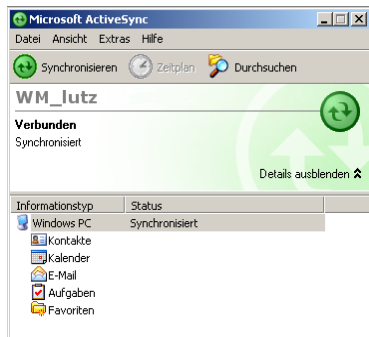 Microsoft ActiveSync
Datei Ansicht Extras Hilfe
Synchronisieren Zeitplan Durchsuchen
WM_lutz
Verbunden
Synchronisiert
Details ausblenden
Informationstyp Status
Windows PC Synchronisiert
Kontakte
Kalender
E-Mail
Aufgaben
Favoriten